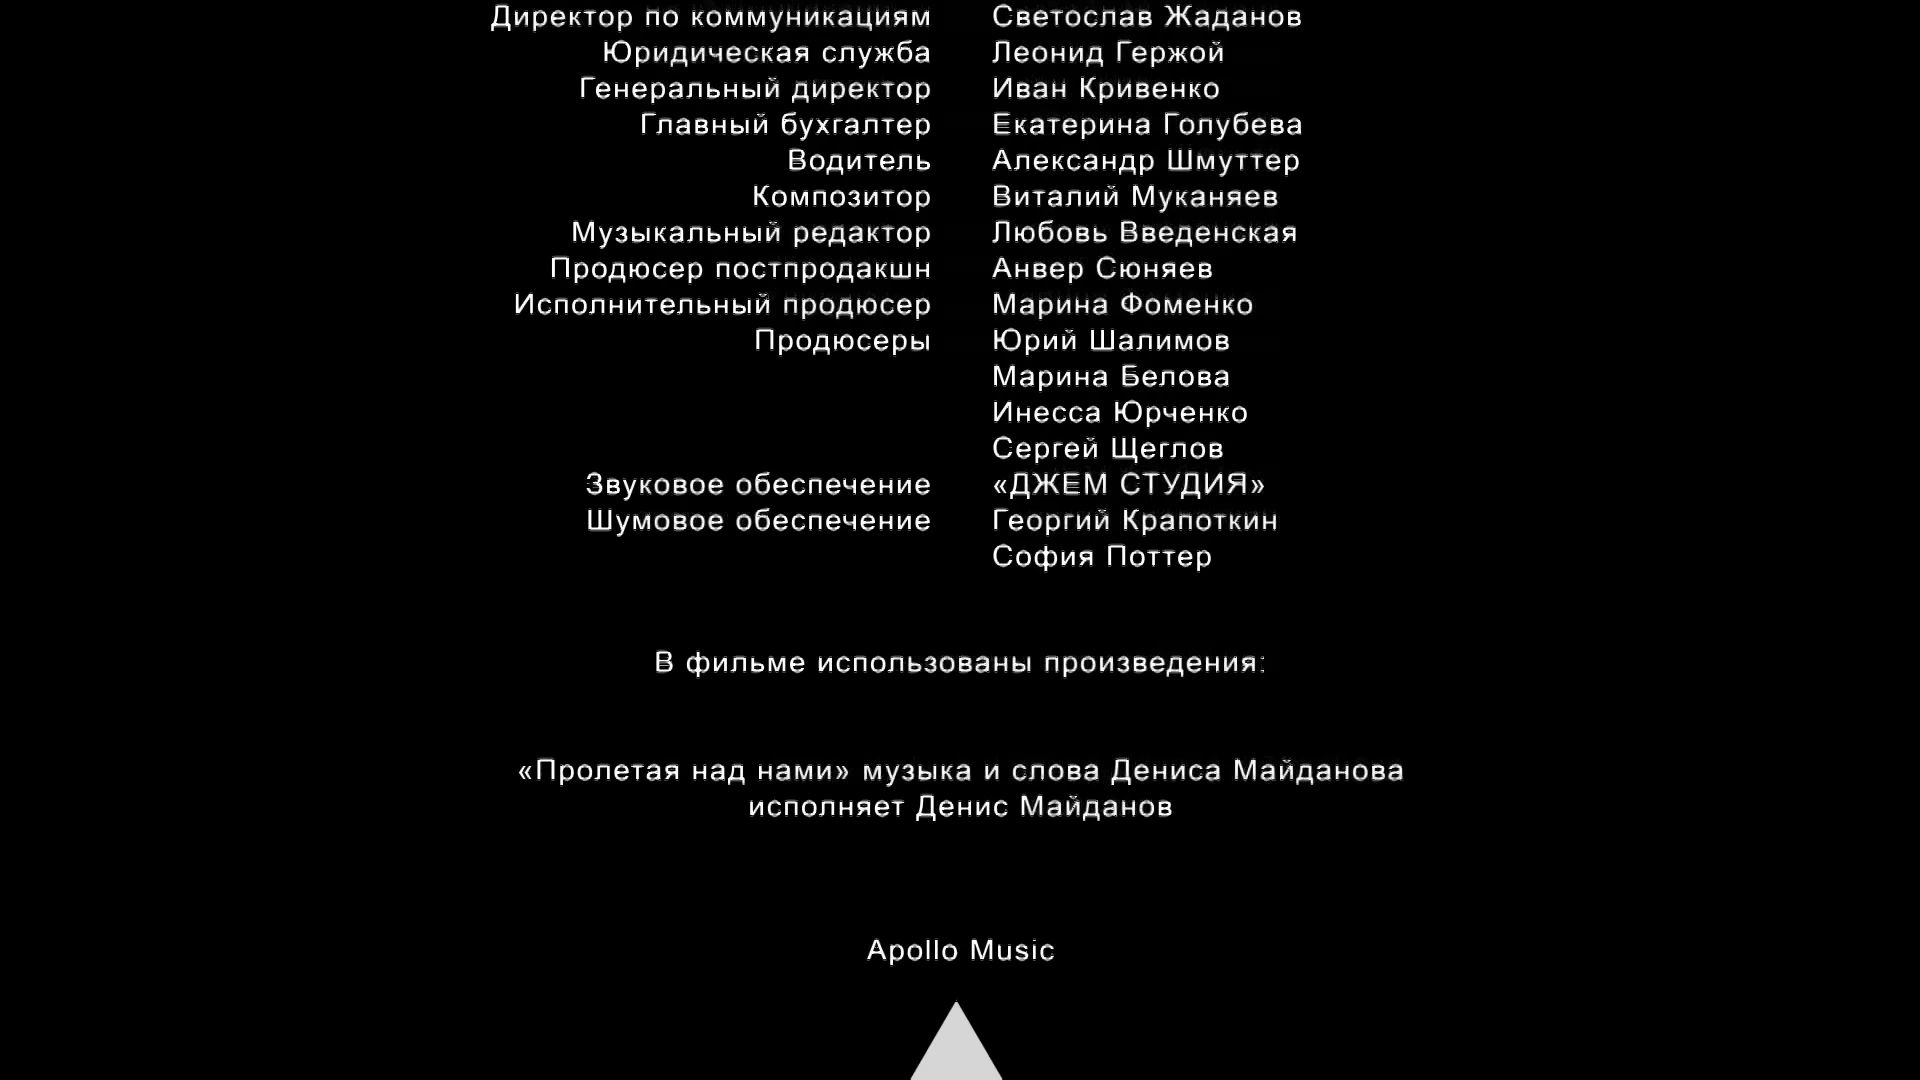 Директор по коммуникациям Светослав Жаданов
Юридическая служба Леонид Гержой
Генеральный директор Иван Кривенко
Главный бухгалтер Екатерина Голубева
Водитель Александр Шмуттер
Композитор Виталий Муканяев
Музыкальный редактор Любовь Введенская
Продюсер постпродакшн Анвер Сюняев
Исполнительный продюсер Марина Фоменко
Продюсеры Юрий Шалимов
Марина Белова
Инесса Юрченко
Сергей Щеглов
Звуковое обеспечение «ДЖЕМ СТУДИЯ»
Шумовое обеспечение Георгий Крапоткин
София Поттер
В фильме использованы произведения:
«Пролетая над нами» музыка и слова Дениса Майданова
исполняет Денис Майданов
Apollo Music